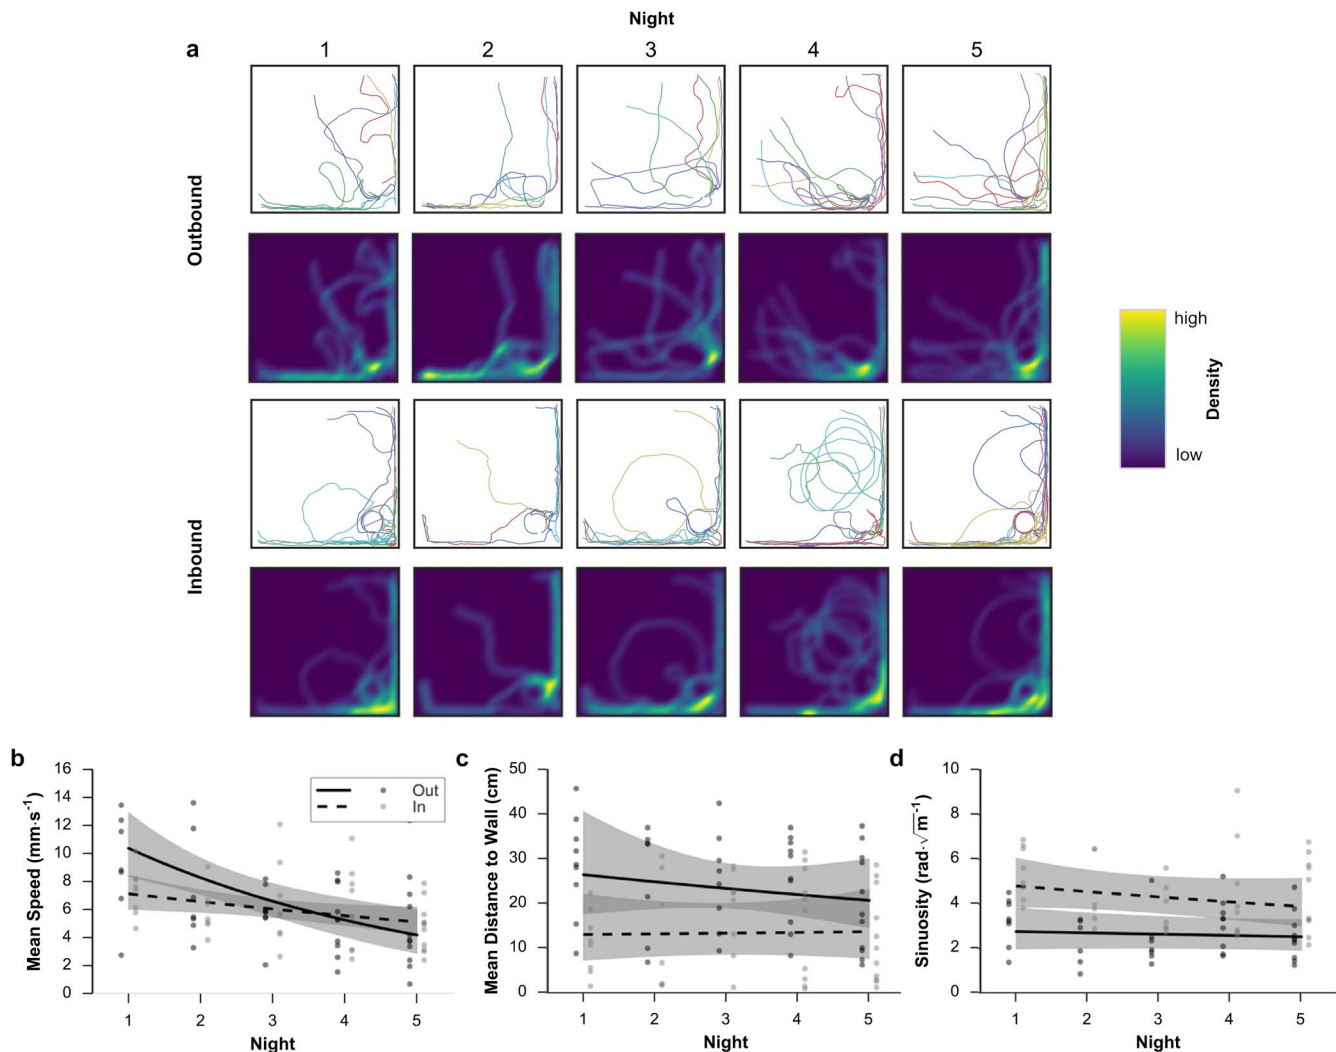 Night
a
1 2 3 4 5
Outbound
high
Density
low
Inbound
b
16
14
12
10
8
6
4
2
0
Mean Speed (mm·s⁻¹)
Out
In
1 2 3 4 5
Night
c
50
40
30
20
10
0
Mean Distance to Wall (cm)
1 2 3 4 5
Night
d
10
8
6
4
2
0
Sinuosity (rad·√m⁻¹)
1 2 3 4 5
Night